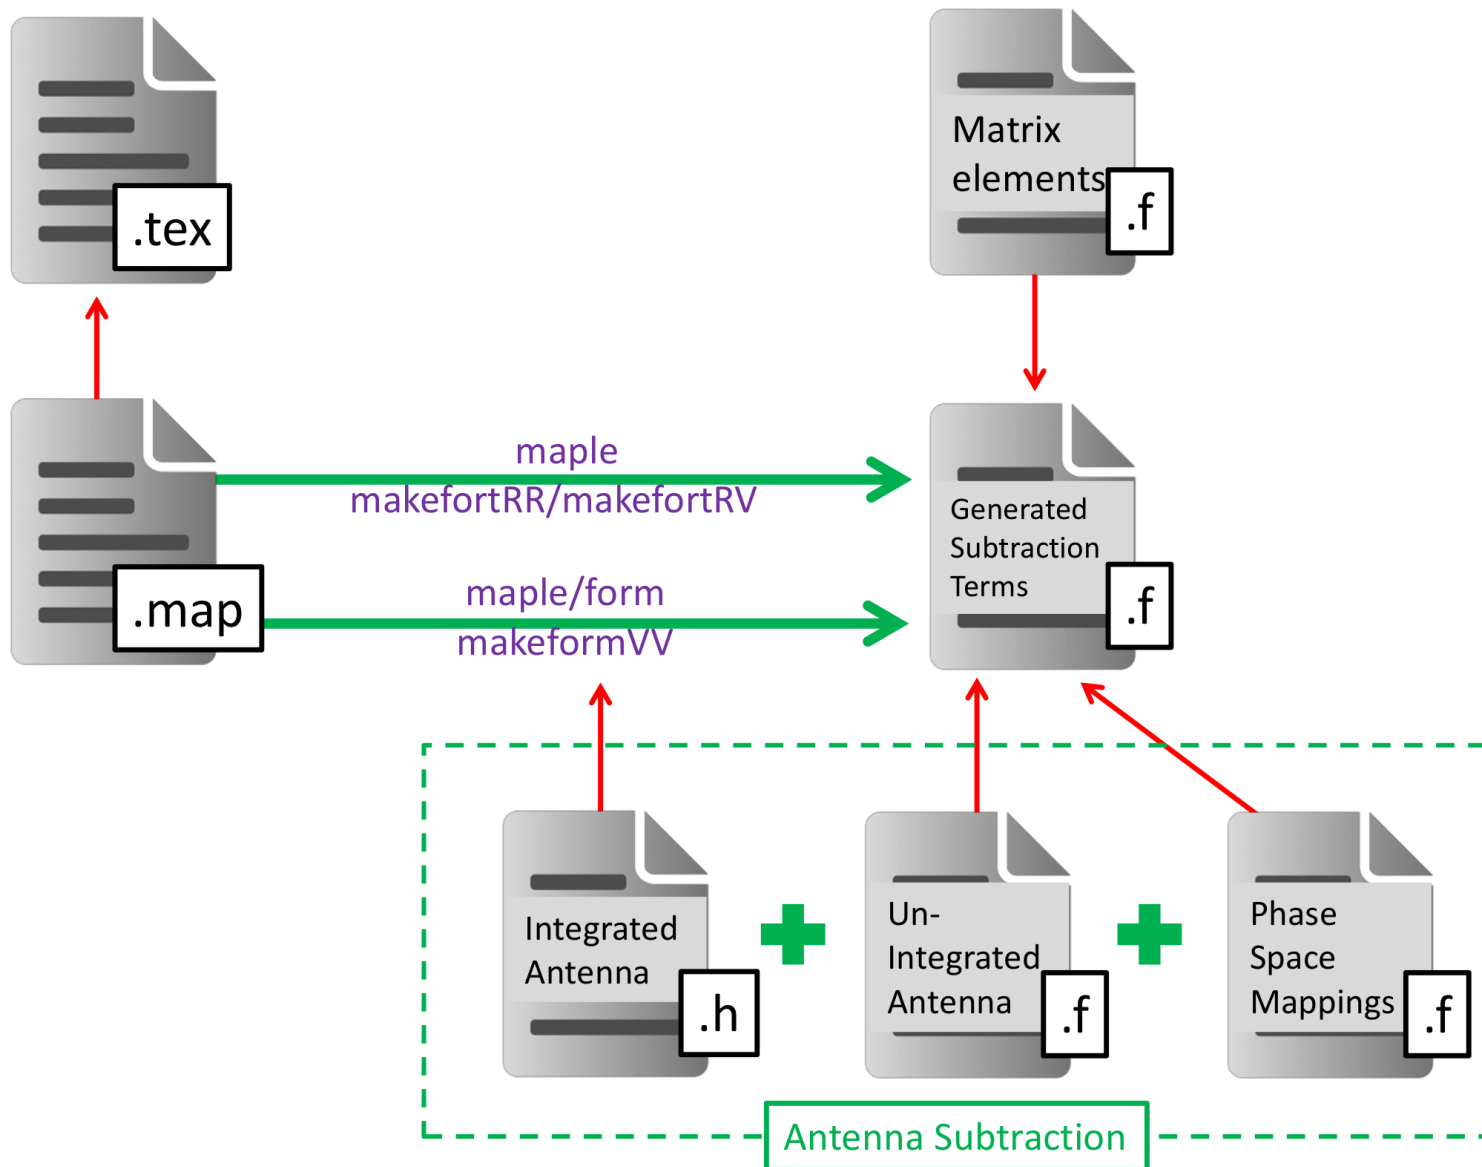 .tex
Matrix
elements
.f
maple
makefortRR/makefortRV
Generated
Subtraction
Terms
.f
.map
maple/form
makeformVV
Integrated
Antenna
.h
Un-
Integrated
Antenna
.f
Phase
Space
Mappings
.f
Antenna Subtraction